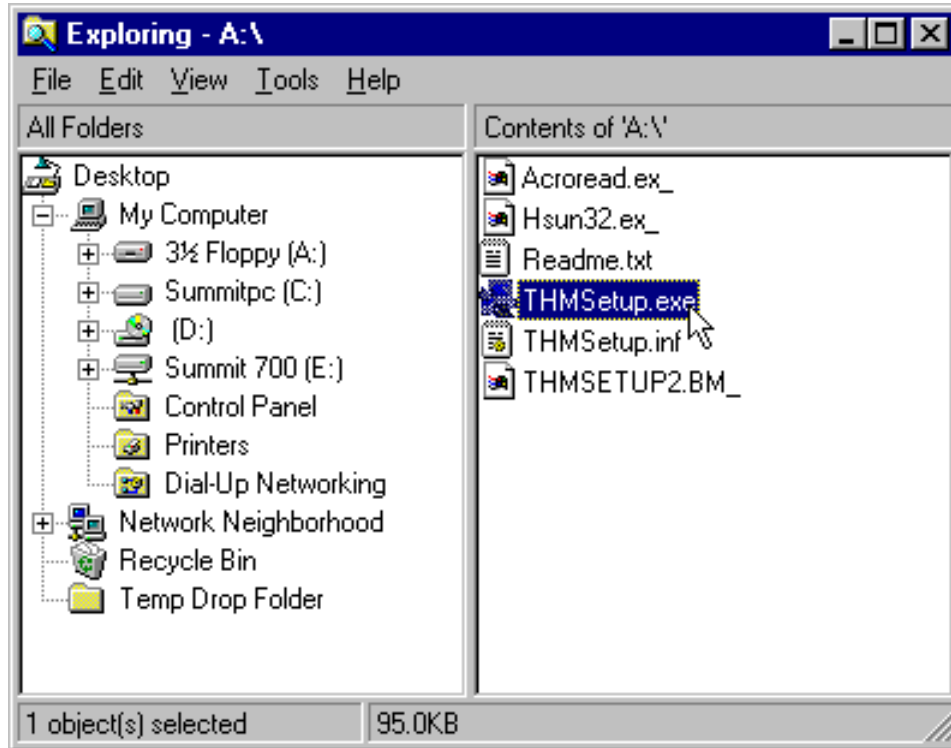 Exploring - A:\
File Edit View Tools Help
All Folders
Contents of 'A:\'
Desktop
My Computer
3½ Floppy (A:)
Summitpc (C:)
(D:)
Summit 700 (E:)
Control Panel
Printers
Dial-Up Networking
Network Neighborhood
Recycle Bin
Temp Drop Folder
Acroread.ex_
Hsun32.ex_
Readme.txt
THMSetup.exe
THMSetup.inf
THMSETUP2.BM_
1 object(s) selected
95.0KB